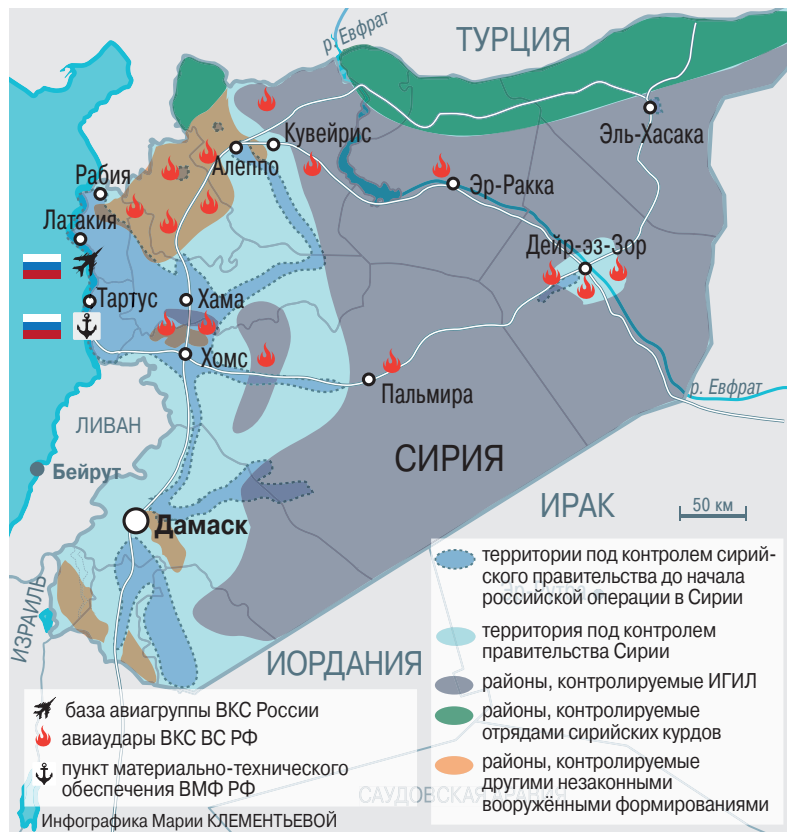 р. Евфрат
ТУРЦИЯ
Кувейрис
Эль-Хасака
Алеппо
Рабия
Эр-Ракка
Латакия
Дейр-эз-Зор
Тартус
Хама
Хомс
Пальмира
р. Евфрат
ЛИВАН
СИРИЯ
Бейрут
ИРАК
50 км
Дамаск
ИЗРАИЛЬ
ИОРДАНИЯ
территории под контролем сирий-
ского правительства до начала
российской операции в Сирии
территория под контролем
правительства Сирии
районы, контролируемые ИГИЛ
районы, контролируемые
отрядами сирийских курдов
районы, контролируемые
другими незаконными
вооружёнными формированиями
база авиагруппы ВКС России
авиаудары ВКС ВС РФ
пункт материально-технического
обеспечения ВМФ РФ
САУДОВСКАЯ АРАВИЯ
Инфографика Марии КЛЕМЕНТЬЕВОЙ